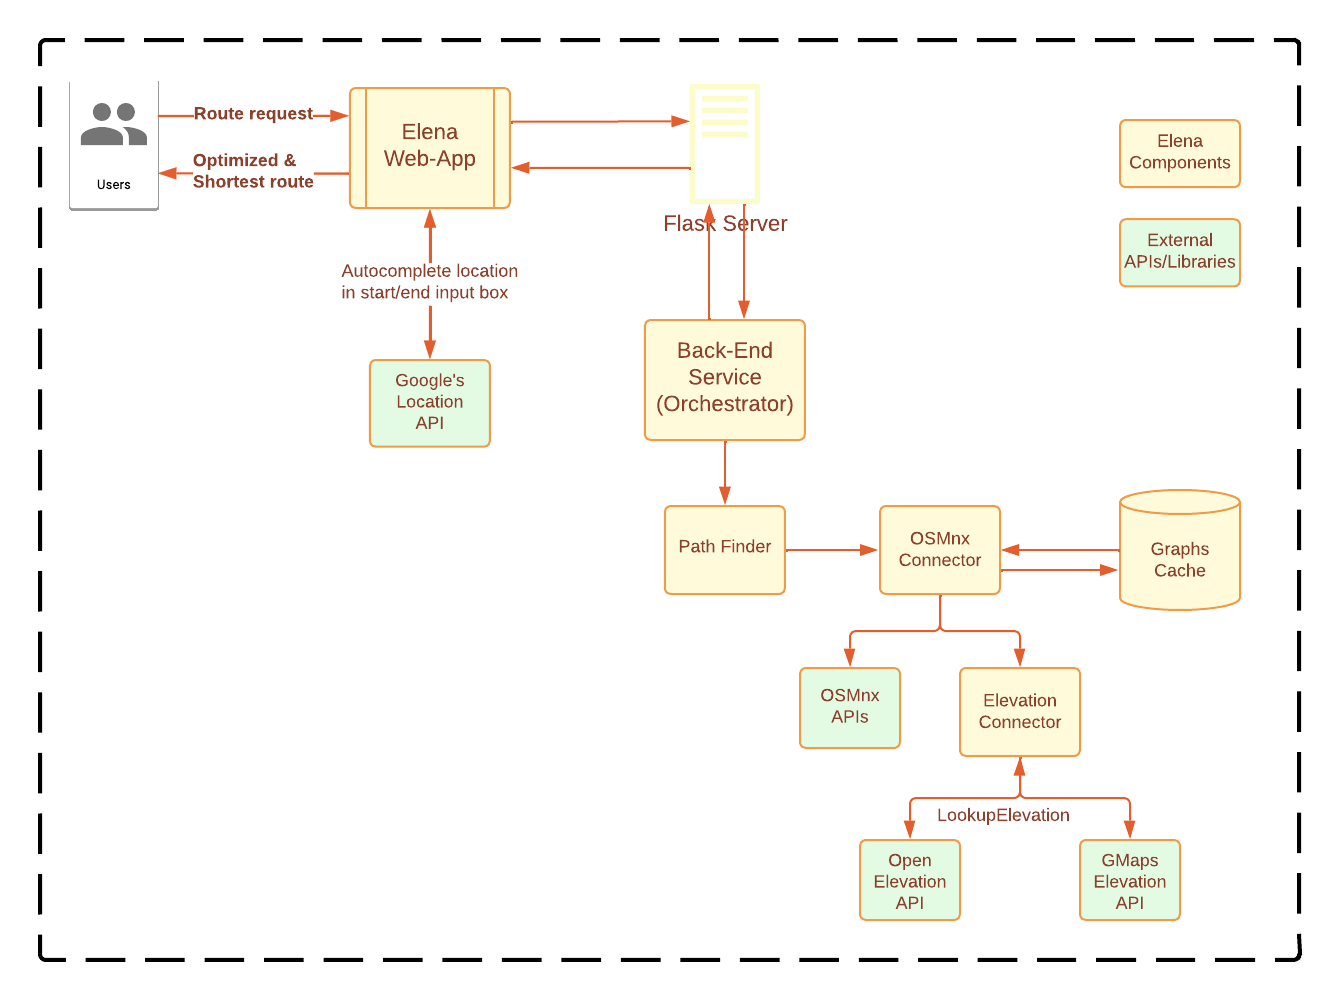 Users
Route request
Optimized &
Shortest route
Elena
Web-App
Flask Server
Elena
Components
External
APIs/Libraries
Autocomplete location
in start/end input box
Google's
Location
API
Back-End
Service
(Orchestrator)
Path Finder
OSMnx
Connector
Graphs
Cache
OSMnx
APIs
Elevation
Connector
LookupElevation
Open
Elevation
API
GMaps
Elevation
API